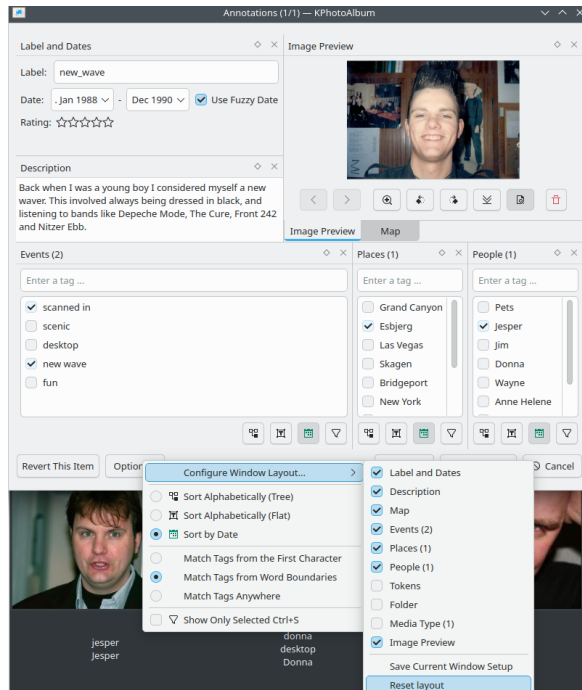 Annotations (1/1) — KPhotoAlbum
Label and Dates
Label: new_wave
Date: . Jan 1988 - Dec 1990 Use Fuzzy Date
Rating:
Description
Back when I was a young boy I considered myself a new
waver. This involved always being dressed in black, and
listening to bands like Depeche Mode, The Cure, Front 242
and Nitzer Ebb.
Image Preview
Image Preview Map
Events (2)
Enter a tag ...
scanned in
scenic
desktop
new wave
fun
Places (1)
Enter a tag ...
Grand Canyon
Esbjerg
Las Vegas
Skagen
Bridgeport
New York
People (1)
Enter a tag ...
Pets
Jesper
Jim
Donna
Wayne
Anne Helene
Revert This Item Optio Cancel
Configure Window Layout...
Sort Alphabetically (Tree)
Sort Alphabetically (Flat)
Sort by Date
Match Tags from the First Character
Match Tags from Word Boundaries
Match Tags Anywhere
Show Only Selected Ctrl+S
Label and Dates
Description
Map
Events (2)
Places (1)
People (1)
Tokens
Folder
Media Type (1)
Image Preview
Save Current Window Setup
Reset layout
jesper
Jesper
donna
desktop
Donna